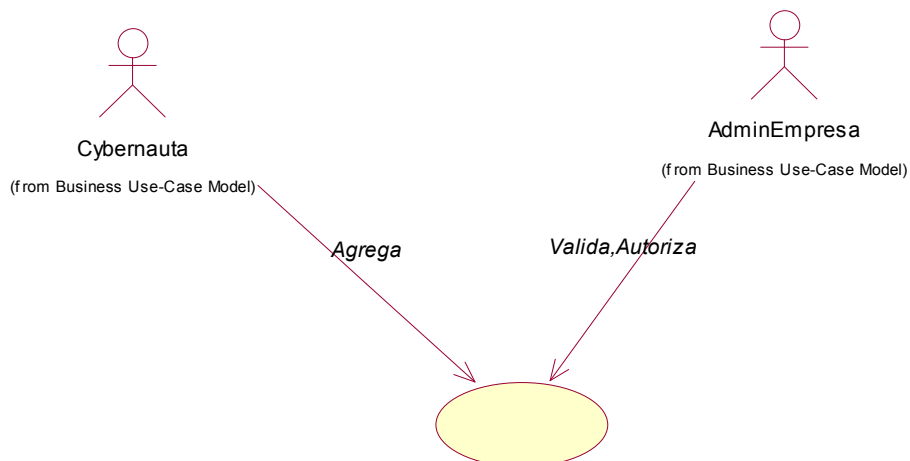 Cybernauta
(from Business Use-Case Model)
AdminEmpresa
(from Business Use-Case Model)
Agrega
Valida,Autoriza